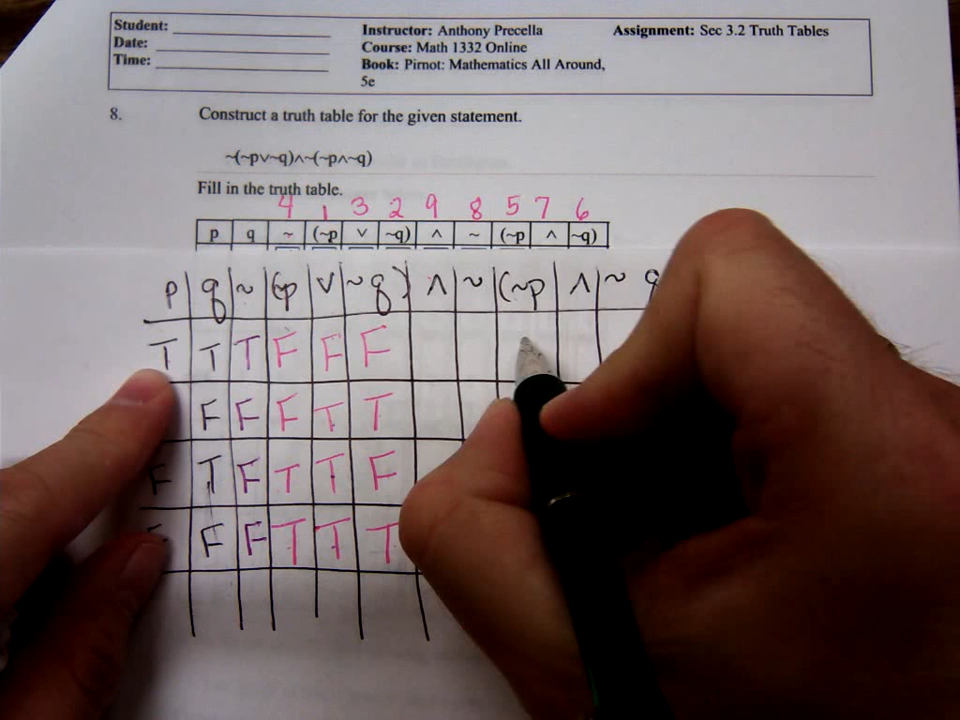 Student: Instructor: Anthony Precella Assignment: Sec 3.2 Truth Tables
Date: Course: Math 1332 Online
Time: Book: Pirnot: Mathematics All Around,
5e
8. Construct a truth table for the given statement.
~(~p∨~q)∧~(~p∧~q)
Fill in the truth table.
4 1 3 2 9 8 5 7 6
p q ~ (~p ∨ ~q) ∧ ~ (~p ∧ ~q)
p q ~ (~p ∨ ~q) ∧ ~ (~p ∧ ~ q
T T T F F F
F F F T T
F T F T T F
F F T T T